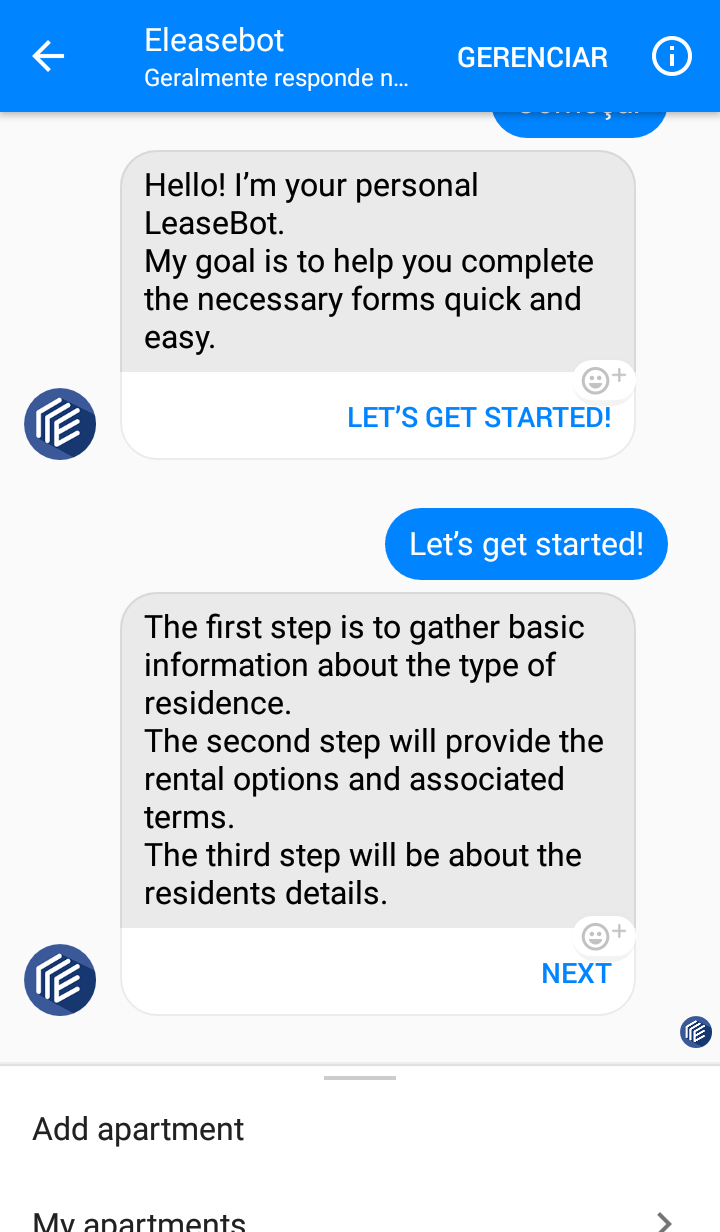 Eleasebot
Geralmente responde n...
GERENCIAR
Hello! I'm your personal
LeaseBot.
My goal is to help you complete
the necessary forms quick and
easy.
LET'S GET STARTED!
Let's get started!
The first step is to gather basic
information about the type of
residence.
The second step will provide the
rental options and associated
terms.
The third step will be about the
residents details.
NEXT
Add apartment
My apartments